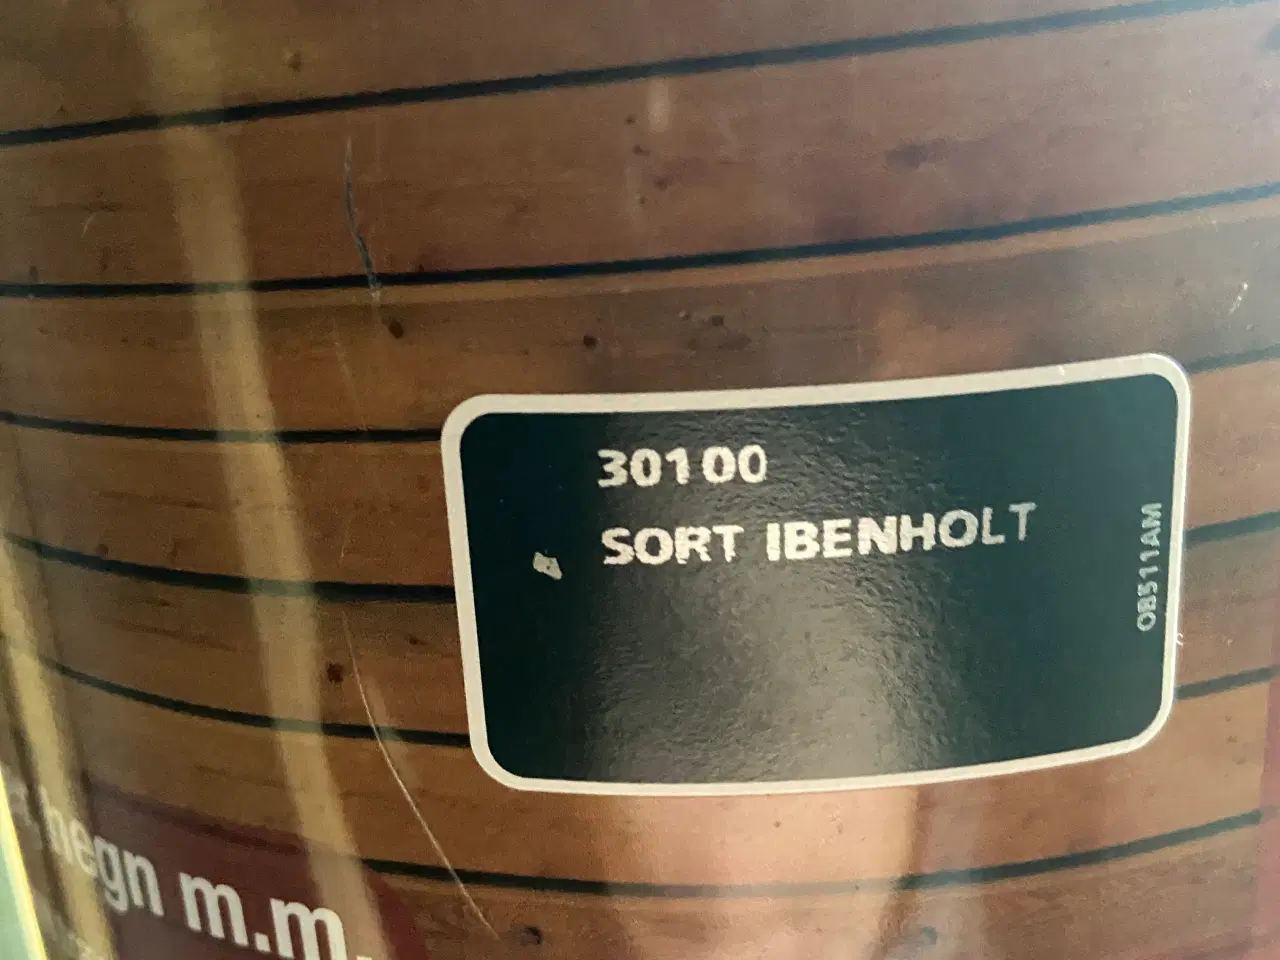 30100
SORT IBENHOLT
08511AM
hegn m.m.